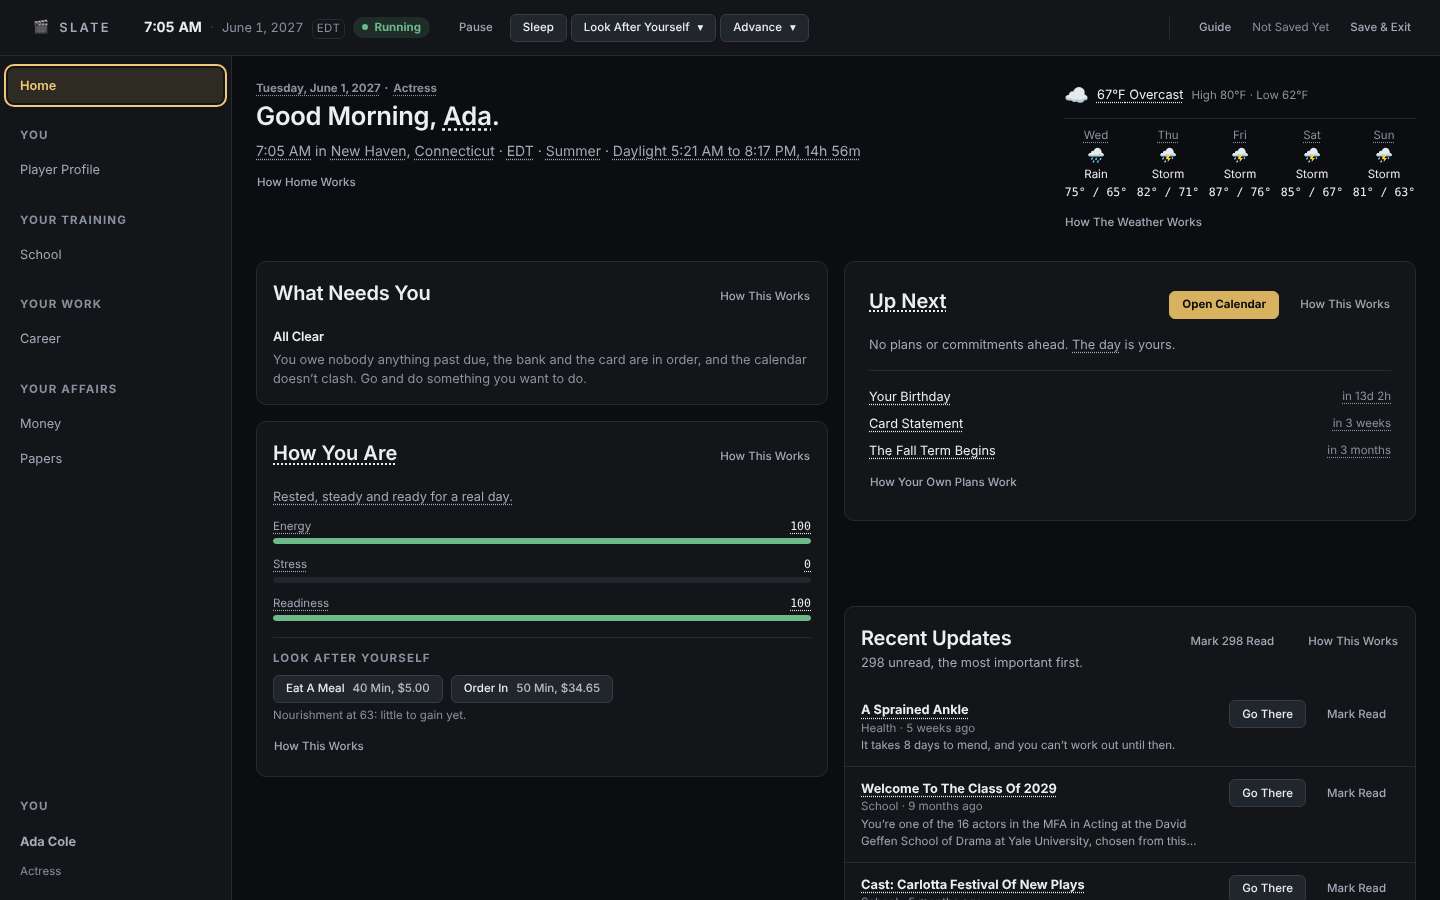 SLATE
7:05 AM · June 1, 2027 EDT Running Pause Sleep Look After Yourself ▾ Advance ▾ Guide Not Saved Yet Save & Exit
Home
YOU
Player Profile
YOUR TRAINING
School
YOUR WORK
Career
YOUR AFFAIRS
Money
Papers
YOU
Ada Cole
Actress
Tuesday, June 1, 2027 · Actress
Good Morning, Ada.
7:05 AM in New Haven, Connecticut · EDT · Summer · Daylight 5:21 AM to 8:17 PM, 14h 56m
How Home Works
67°F Overcast High 80°F · Low 62°F
Wed Thu Fri Sat Sun
Rain Storm Storm Storm Storm
75° / 65° 82° / 71° 87° / 76° 85° / 67° 81° / 63°
How The Weather Works
What Needs You How This Works
All Clear
You owe nobody anything past due, the bank and the card are in order, and the calendar
doesn't clash. Go and do something you want to do.
How You Are How This Works
Rested, steady and ready for a real day.
Energy 100
Stress 0
Readiness 100
LOOK AFTER YOURSELF
Eat A Meal 40 Min, $5.00 Order In 50 Min, $34.65
Nourishment at 63: little to gain yet.
How This Works
Up Next Open Calendar How This Works
No plans or commitments ahead. The day is yours.
Your Birthday in 13d 2h
Card Statement in 3 weeks
The Fall Term Begins in 3 months
How Your Own Plans Work
Recent Updates Mark 298 Read How This Works
298 unread, the most important first.
A Sprained Ankle Go There Mark Read
Health · 5 weeks ago
It takes 8 days to mend, and you can't work out until then.
Welcome To The Class Of 2029 Go There Mark Read
School · 9 months ago
You're one of the 16 actors in the MFA in Acting at the David
Geffen School of Drama at Yale University, chosen from this...
Cast: Carlotta Festival Of New Plays Go There Mark Read